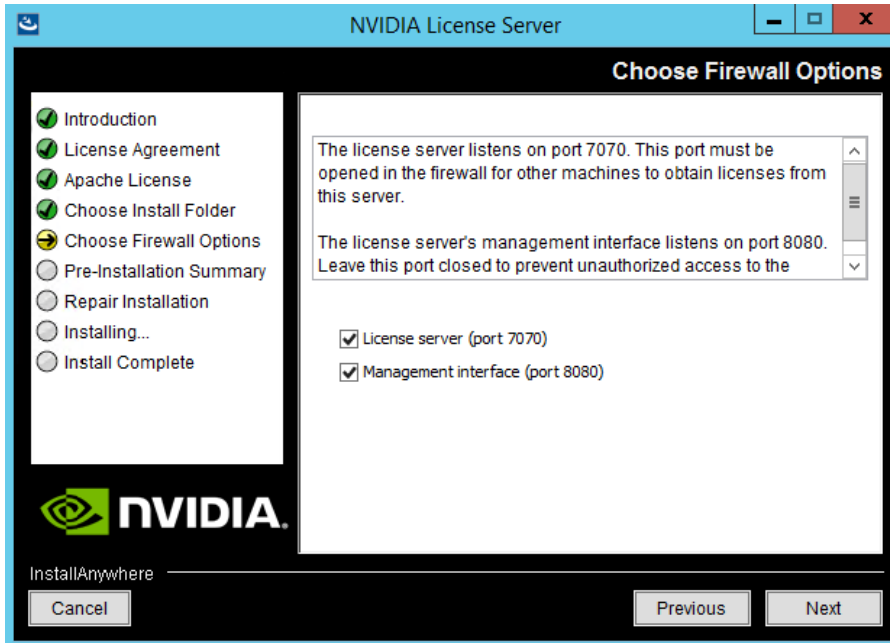 NVIDIA License Server
Choose Firewall Options
Introduction
License Agreement
Apache License
Choose Install Folder
Choose Firewall Options
Pre-Installation Summary
Repair Installation
Installing...
Install Complete
The license server listens on port 7070. This port must be
opened in the firewall for other machines to obtain licenses from
this server.
The license server's management interface listens on port 8080.
Leave this port closed to prevent unauthorized access to the
License server (port 7070)
Management interface (port 8080)
NVIDIA.
InstallAnywhere
Cancel
Previous
Next